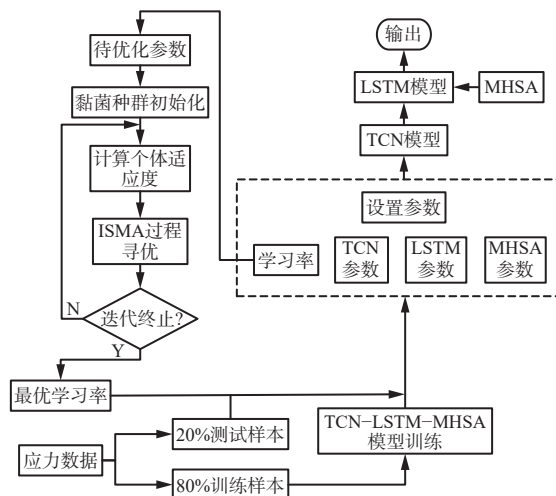 待优化参数
黏菌种群初始化
计算个体适
应度
ISMA过程
寻优
迭代终止?
N
Y
最优学习率
应力数据
20%测试样本
80%训练样本
TCN−LSTM−MHSA
模型训练
学习率
设置参数
TCN
参数
LSTM
参数
MHSA
参数
TCN模型
LSTM模型
MHSA
输出